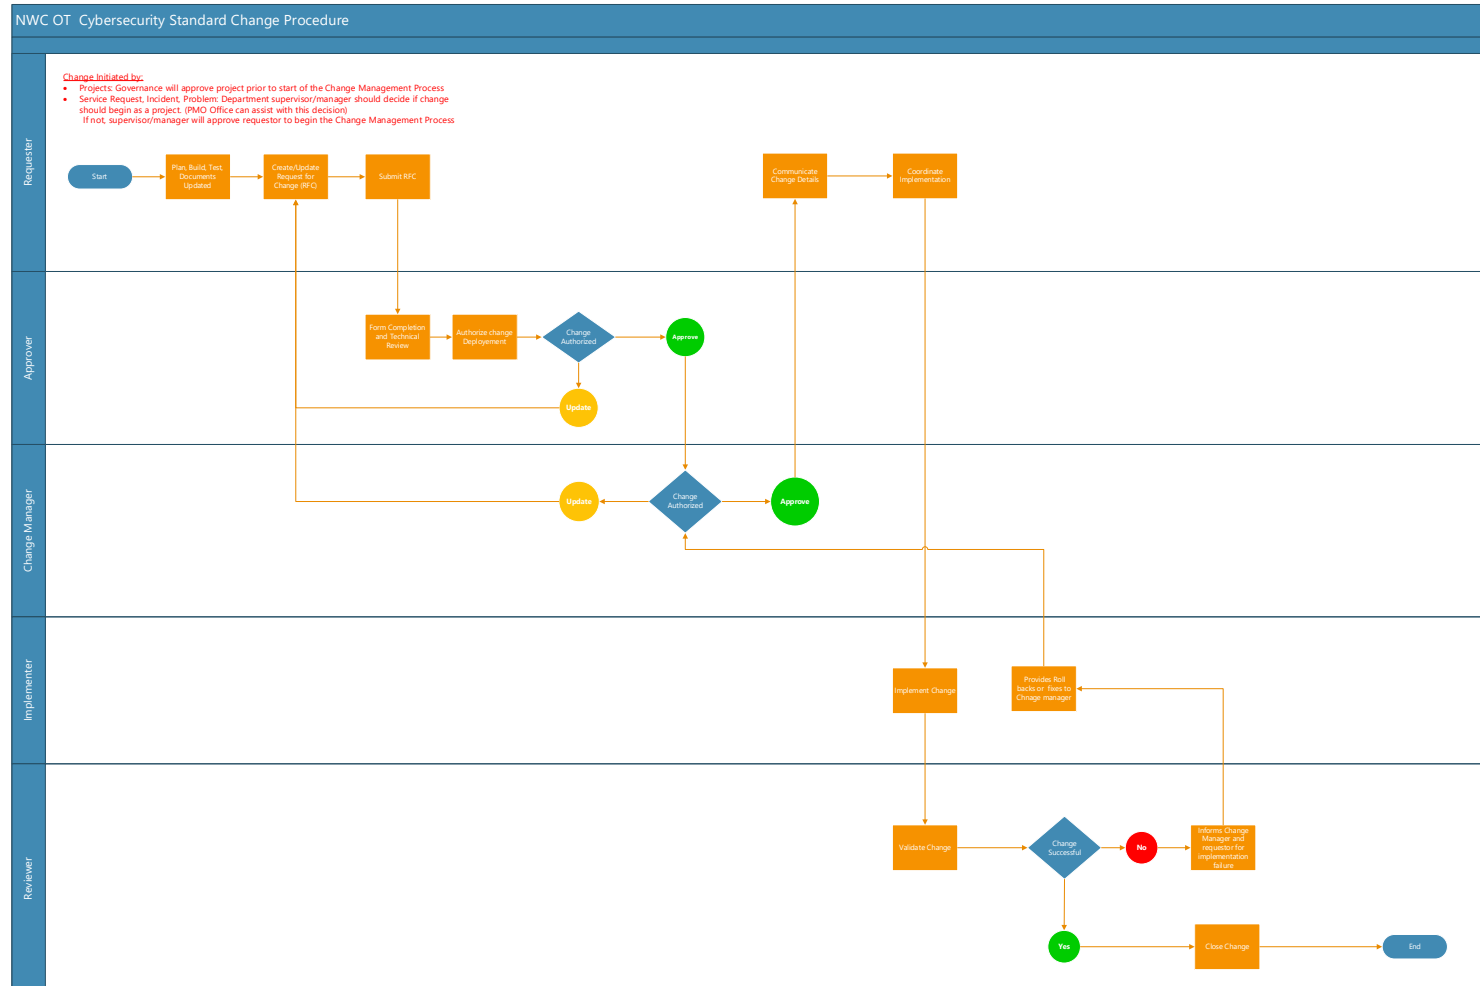 NWC OT  Cybersecurity Standard Change Procedure
Requester
Change Initiated by:
• Projects: Governance will approve project prior to start of the Change Management Process
• Service Request, Incident, Problem: Department supervisor/manager should decide if change
should begin as a project. (PMO Office can assist with this decision)
If not, supervisor/manager will approve requestor to begin the Change Management Process
Start
Plan, Build, Test,
Documents
Updated
Create/Update
Request for
Change (RFC)
Submit RFC
Communicate
Change Details
Coordinate
Implementation
Approver
Form Completion
and Technical
Review
Authorize change
Deployement
Change
Authorized
Approve
Update
Change Manager
Update
Change
Authorized
Approve
Implementer
Implement Change
Provides Roll
backs or  fixes to
Chnage manager
Reviewer
Validate Change
Change
Successful
No
Informs Change
Manager and
requestor for
implementation
failure
Yes
Close Change
End